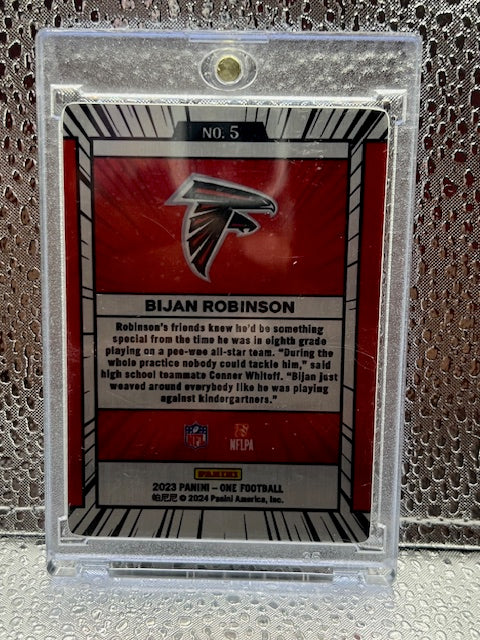 NO. 5
BIJAN ROBINSON
Robinson's friends knew he'd be something
special from the time he was in eighth grade
playing on a pee-wee all-star team. "During the
whole practice nobody could tackle him," said
high school teammate Conner Whitoff. "Bijan just
weaved around everybody like he was playing
against kindergartners."
NFL
NFLPA
PANINI
2023 PANINI – ONE FOOTBALL
帕尼尼 © 2024 Panini America, Inc.